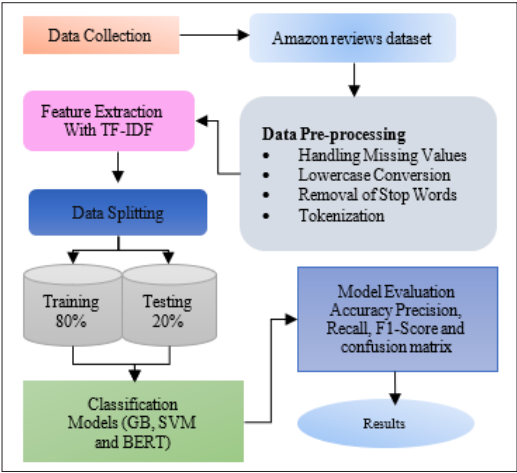 Data Collection
Amazon reviews dataset
Data Pre-processing
• Handling Missing Values
• Lowercase Conversion
• Removal of Stop Words
• Tokenization
Feature Extraction
With TF-IDF
Data Splitting
Training
80%
Testing
20%
Classification
Models (GB, SVM
and BERT)
Model Evaluation
Accuracy Precision,
Recall, F1-Score and
confusion matrix
Results